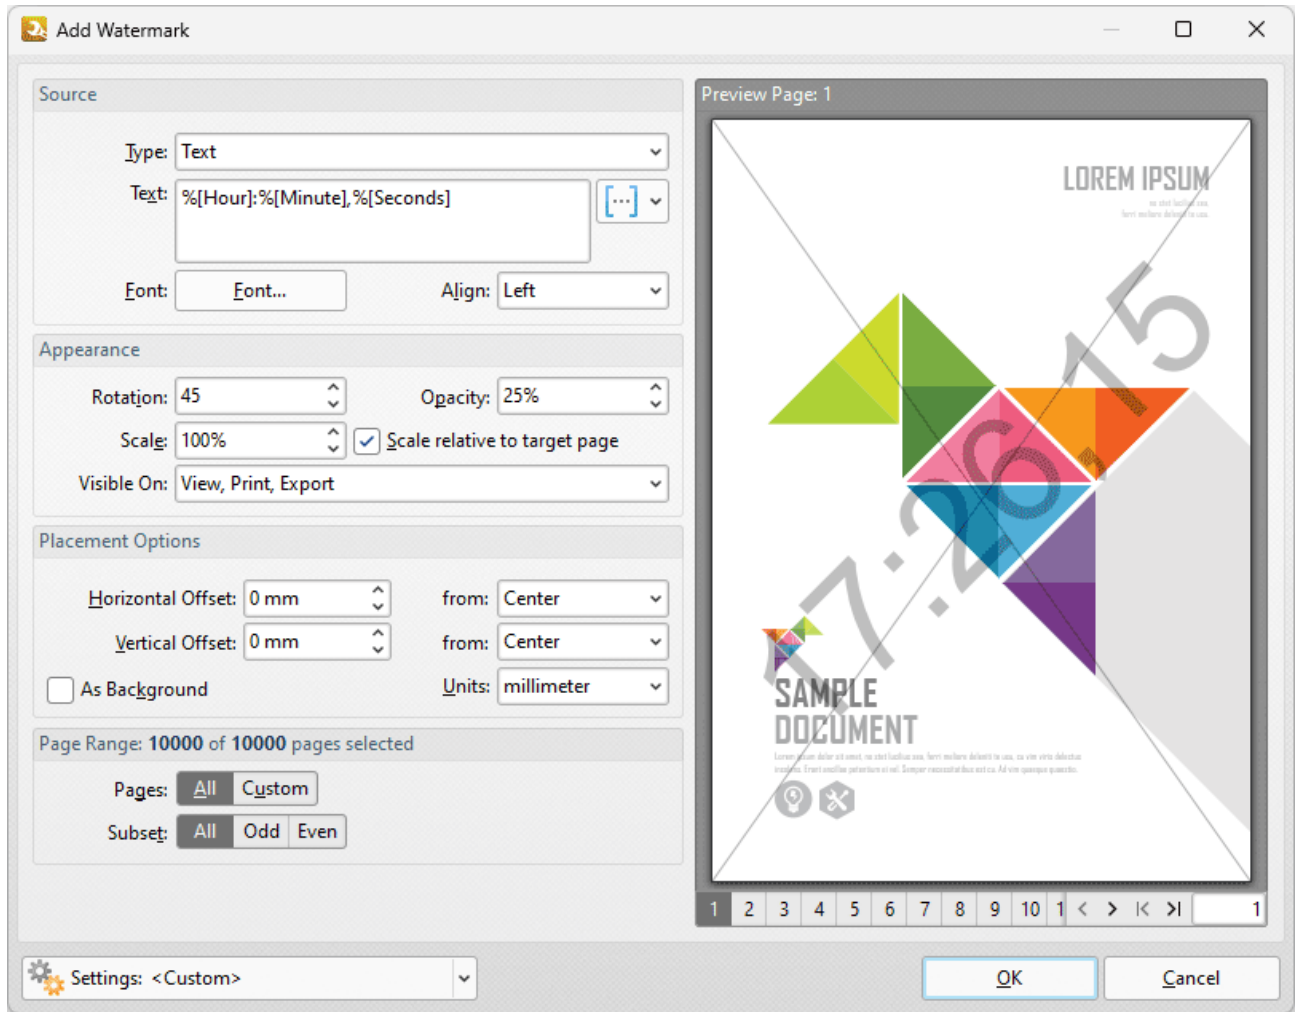 Add Watermark
Source
Type: Text
Text: %[Hour]:%[Minute],%[Seconds]
Font: Font... Align: Left
Appearance
Rotation: 45 Opacity: 25%
Scale: 100% Scale relative to target page
Visible On: View, Print, Export
Placement Options
Horizontal Offset: 0 mm from: Center
Vertical Offset: 0 mm from: Center
As Background Units: millimeter
Page Range: 10000 of 10000 pages selected
Pages: All Custom
Subset: All Odd Even
Preview Page: 1
LOREM IPSUM
17:26,15
SAMPLE
DOCUMENT
1 2 3 4 5 6 7 8 9 10 1 1
Settings: <Custom>
OK Cancel